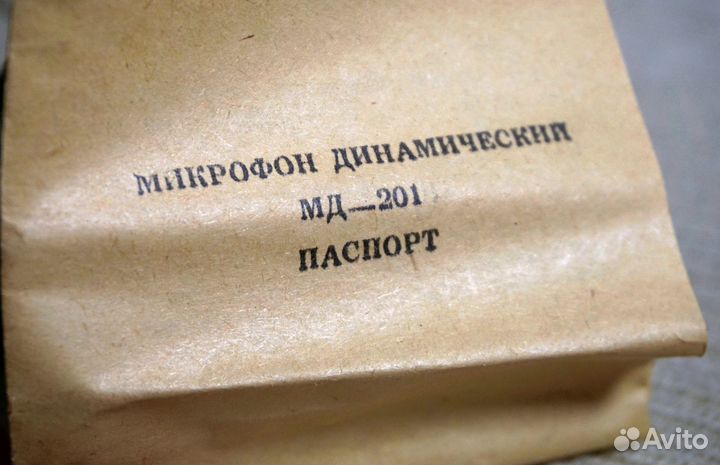 МИКРОФОН ДИНАМИЧЕСКИЙ
МД—201
ПАСПОРТ
Avito